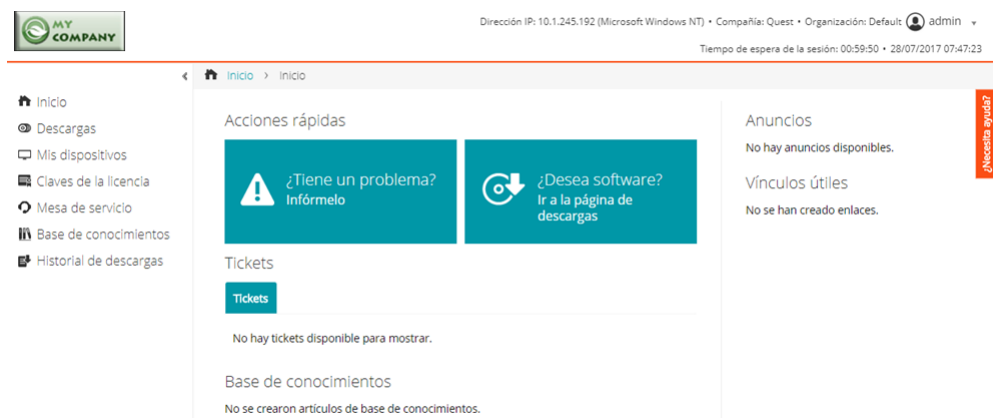 MY
COMPANY
Dirección IP: 10.1.245.192 (Microsoft Windows NT) • Compañía: Quest • Organización: Default admin
Tiempo de espera de la sesión: 00:59:50 • 28/07/2017 07:47:23
Inicio > Inicio
Inicio
Descargas
Mis dispositivos
Claves de la licencia
Mesa de servicio
Base de conocimientos
Historial de descargas
Acciones rápidas
¿Tiene un problema?
Infórmelo
¿Desea software?
Ir a la página de
descargas
Tickets
Tickets
No hay tickets disponible para mostrar.
Base de conocimientos
No se crearon artículos de base de conocimientos.
Anuncios
No hay anuncios disponibles.
Vínculos útiles
No se han creado enlaces.
¿Necesita ayuda?